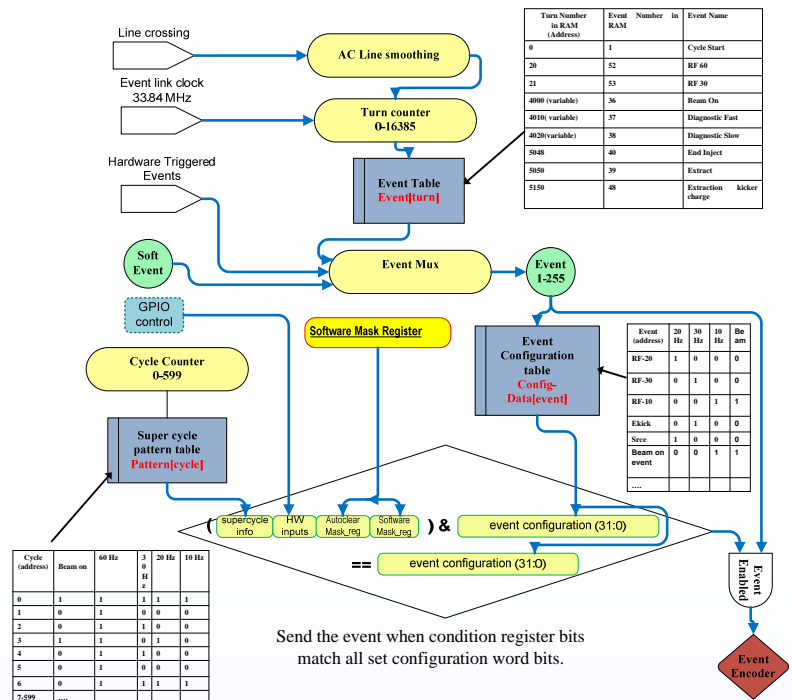 Line crossing
AC Line smoothing
Event link clock
33.84 MHz
Turn counter
0-16385
Hardware Triggered
Events
Event Table
Event[turn]
Turn Number in RAM (Address) | Event Number in RAM | Event Name
0 | 1 | Cycle Start
20 | 52 | RF 60
21 | 53 | RF 30
4000 (variable) | 36 | Beam On
4010( variable) | 37 | Diagnostic Fast
4020(variable) | 38 | Diagnostic Slow
5048 | 40 | End Inject
5050 | 39 | Extract
5150 | 48 | Extraction kicker charge
Soft
Event
Event Mux
Event
1-255
GPIO
control
Software Mask Register
Cycle Counter
0-599
Event
Configuration
table
Config-
Data[event]
Event (address) | 20 Hz | 30 Hz | 10 Hz | Be am
RF-20 | 1 | 0 | 0 | 0
RF-30 | 0 | 1 | 0 | 0
RF-10 | 0 | 0 | 1 | 1
Ekick | 0 | 1 | 0 | 0
Srce | 1 | 0 | 0 | 0
Beam on event | 0 | 0 | 1 | 1
....
Super cycle
pattern table
Pattern[cycle]
( supercycle info HW inputs Autoclear Mask_reg Software Mask_reg ) & event configuration (31:0)
== event configuration (31:0)
Event
Enabled
Event
Encoder
Cycle (address) | Beam on | 60 Hz | 3 0 H z | 20 Hz | 10 Hz
0 | 1 | 1 | 1 | 1 | 1
1 | 0 | 1 | 0 | 0 | 0
2 | 0 | 1 | 1 | 0 | 0
3 | 1 | 1 | 0 | 1 | 0
4 | 0 | 1 | 1 | 0 | 0
5 | 0 | 1 | 0 | 0 | 0
6 | 0 | 1 | 1 | 1 | 1
7-599 | ....
Send the event when condition register bits
match all set configuration word bits.